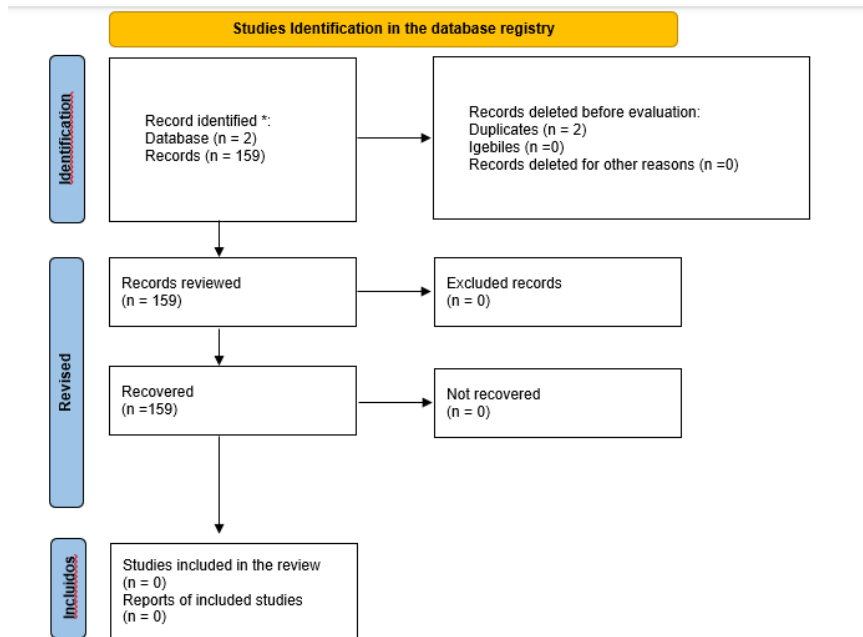 Studies Identification in the database registry
Identification
Record identified *:
Database (n = 2)
Records (n = 159)
Records deleted before evaluation:
Duplicates (n = 2)
Igebiles (n =0)
Records deleted for other reasons (n =0)
Revised
Records reviewed
(n = 159)
Excluded records
(n = 0)
Recovered
(n =159)
Not recovered
(n = 0)
Incluidos
Studies included in the review
(n = 0)
Reports of included studies
(n = 0)